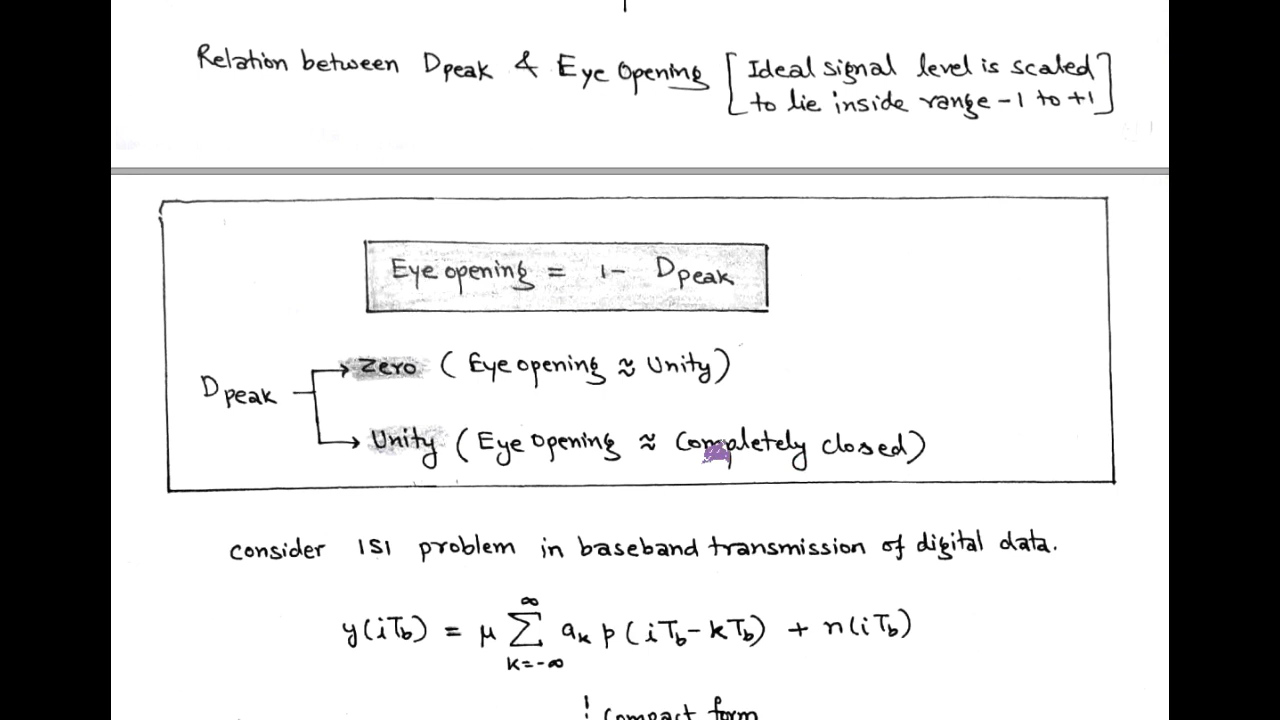 Relation between Dpeak & Eye Opening [Ideal signal level is scaled
to lie inside range -1 to +1]
Eye opening = 1- Dpeak
Dpeak → Zero (Eye opening ≈ Unity)
→ Unity (Eye opening ≈ Completely closed)
consider ISI problem in baseband transmission of digital data.
y(iTb) = μ ∑ k=-∞ ∞ ak p(iTb-kTb) + n(iTb)
Compact form